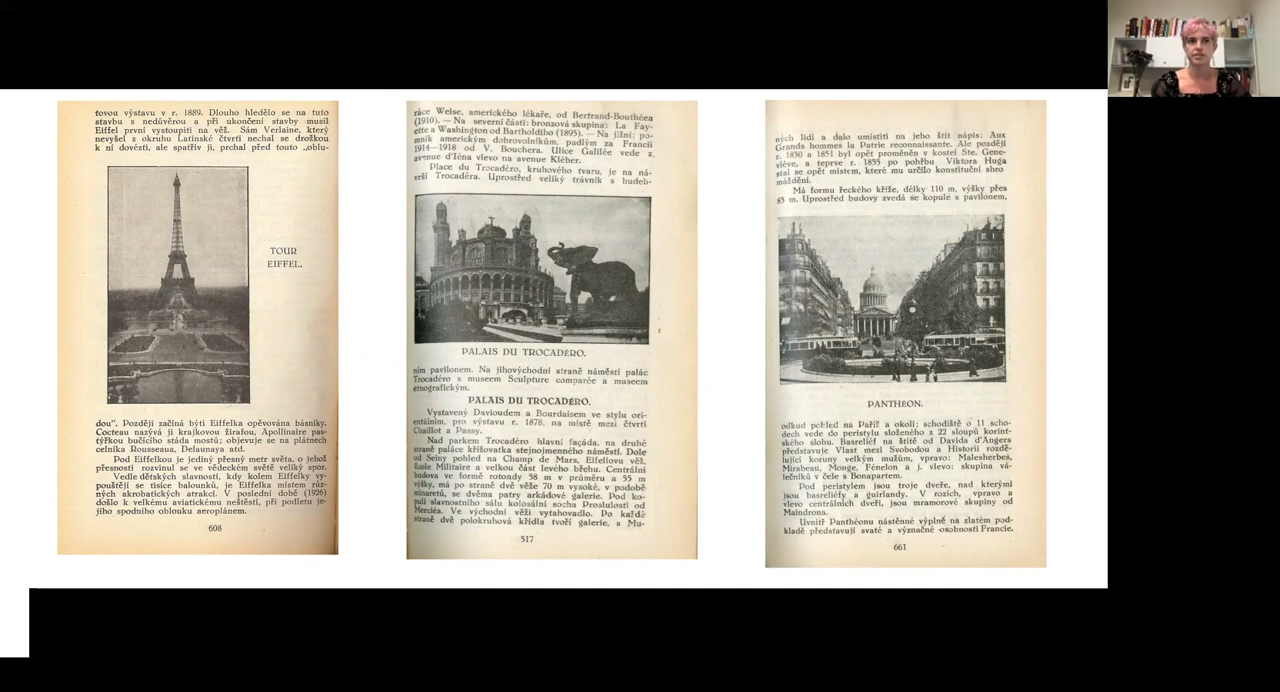 tovou výstavu v r. 1889. Dlouho hledělo se na tuto
stavbu s nedůvěrou a při ukončení stavby musil
Eiffel první vystoupiti na věž. Sám Verlaine, který
nevyšel z okruhu Latinské čtvrti nechal se drožkou
k ní dovézti, ale spatřiv ji, prchal před touto „oblu-
TOUR
EIFFEL.
dou“. Později začíná býti Eiffelka opěvována básníky.
Cocteau nazývá ji krajkovou žirafou, Apollinaire pas-
týřkou bučícího stáda mostů; objevuje se na plátnech
celníka Rousseaua, Delaunaya atd.
Pod Eiffelkou je jediný přesný metr světa, o jehož
přesnosti rozvinul se ve vědeckém světě veliký spor.
Vedle dětských slavností, kdy kolem Eiffelky vy-
pouštějí se tisíce balounků, je Eiffelka místem růz-
ných akrobatických atrakcí. V poslední době (1926)
došlo k velkému aviatickému neštěstí, při podletu je-
jího spodního oblouku aeroplánem.
608
ráce Weise, amerického lékaře, od Bertrand-Bouthéea
(1910). — Na severní části: bronzová skupina: La Fay-
ette a Washington od Bartholdiho (1895). — Na jižní: po-
mník americkým dobrovolníkům, padlým za Francii
1914—1918 od V. Bouchera. Ulice Galilée vede z
avenue d'Iéna vlevo na avenue Kléber.
Place du Trocadéro, kruhového tvaru, je na ná-
vrší Trocadéra. Uprostřed veliký trávník s hudeb-
PALAIS DU TROCADÉRO.
ním pavilonem. Na jihovýchodní straně náměstí palác
Trocadéro s museem Sculpture comparée a museem
etnografickým.
PALAIS DU TROCADÉRO.
Vystavený Davioudem a Bourdaisem ve stylu ori-
entálním, pro výstavu r. 1878, na místě mezi čtvrtí
Chaillot a Passy.
Nad parkem Trocadéro hlavní façáda, na druhé
straně paláce křižovatka stejnojmenného náměstí. Dole
od Seiny pohled na Champ de Mars, Eiffelovu věž,
École Militaire a velkou část levého břehu. Centrální
budova ve formě rotondy 58 m v průměru a 55 m
výšky, má po straně dvě věže 70 m vysoké, v podobě
minaretů, se dvěma patry arkádové galerie. Pod ko-
pulí slavnostního sálu kolosální socha Proslulosti od
Merciéa. Ve východní věži vytahovadlo. Po každé
straně dvě polokruhová křídla tvoří galerie, s Mu-
517
ných lidí a dalo umístiti na jeho štít nápis: Aux
Grands hommes la Patrie reconnaissante. Ale později
r. 1830 a 1851 byl opět proměněn v kostel Ste. Gene-
viève, a teprve r. 1855 po pohřbu Viktora Huga
stal se opět místem, které mu určilo konstituční shro
máždění.
Má formu řeckého kříže, délky 110 m, výšky přes
83 m. Uprostřed budovy zvedá se kopule s pavilonem,
PANTHÉON.
odkud pohled na Paříž a okolí; schodiště o 11 scho-
dech vede do peristylu složeného z 22 sloupů korint-
ského slohu. Basreliéf na štítě od Davida d'Angers
představuje Vlast mezi Svobodou a Historií rozdě-
lující koruny velkým mužům, vpravo: Malesherbes,
Mirabeau, Monge, Fénelon a j. vlevo: skupina vá-
lečníků v čele s Bonapartem.
Pod peristylem jsou troje dveře, nad kterými
jsou basreliéfy a guirlandy. V rozích, vpravo a
vlevo centrálních dveří, jsou mramorové skupiny od
Maindrona.
Uvnitř Panthéonu nástěnné výplně na zlatém pod-
kladě představují svaté a význačné osobnosti Francie.
661